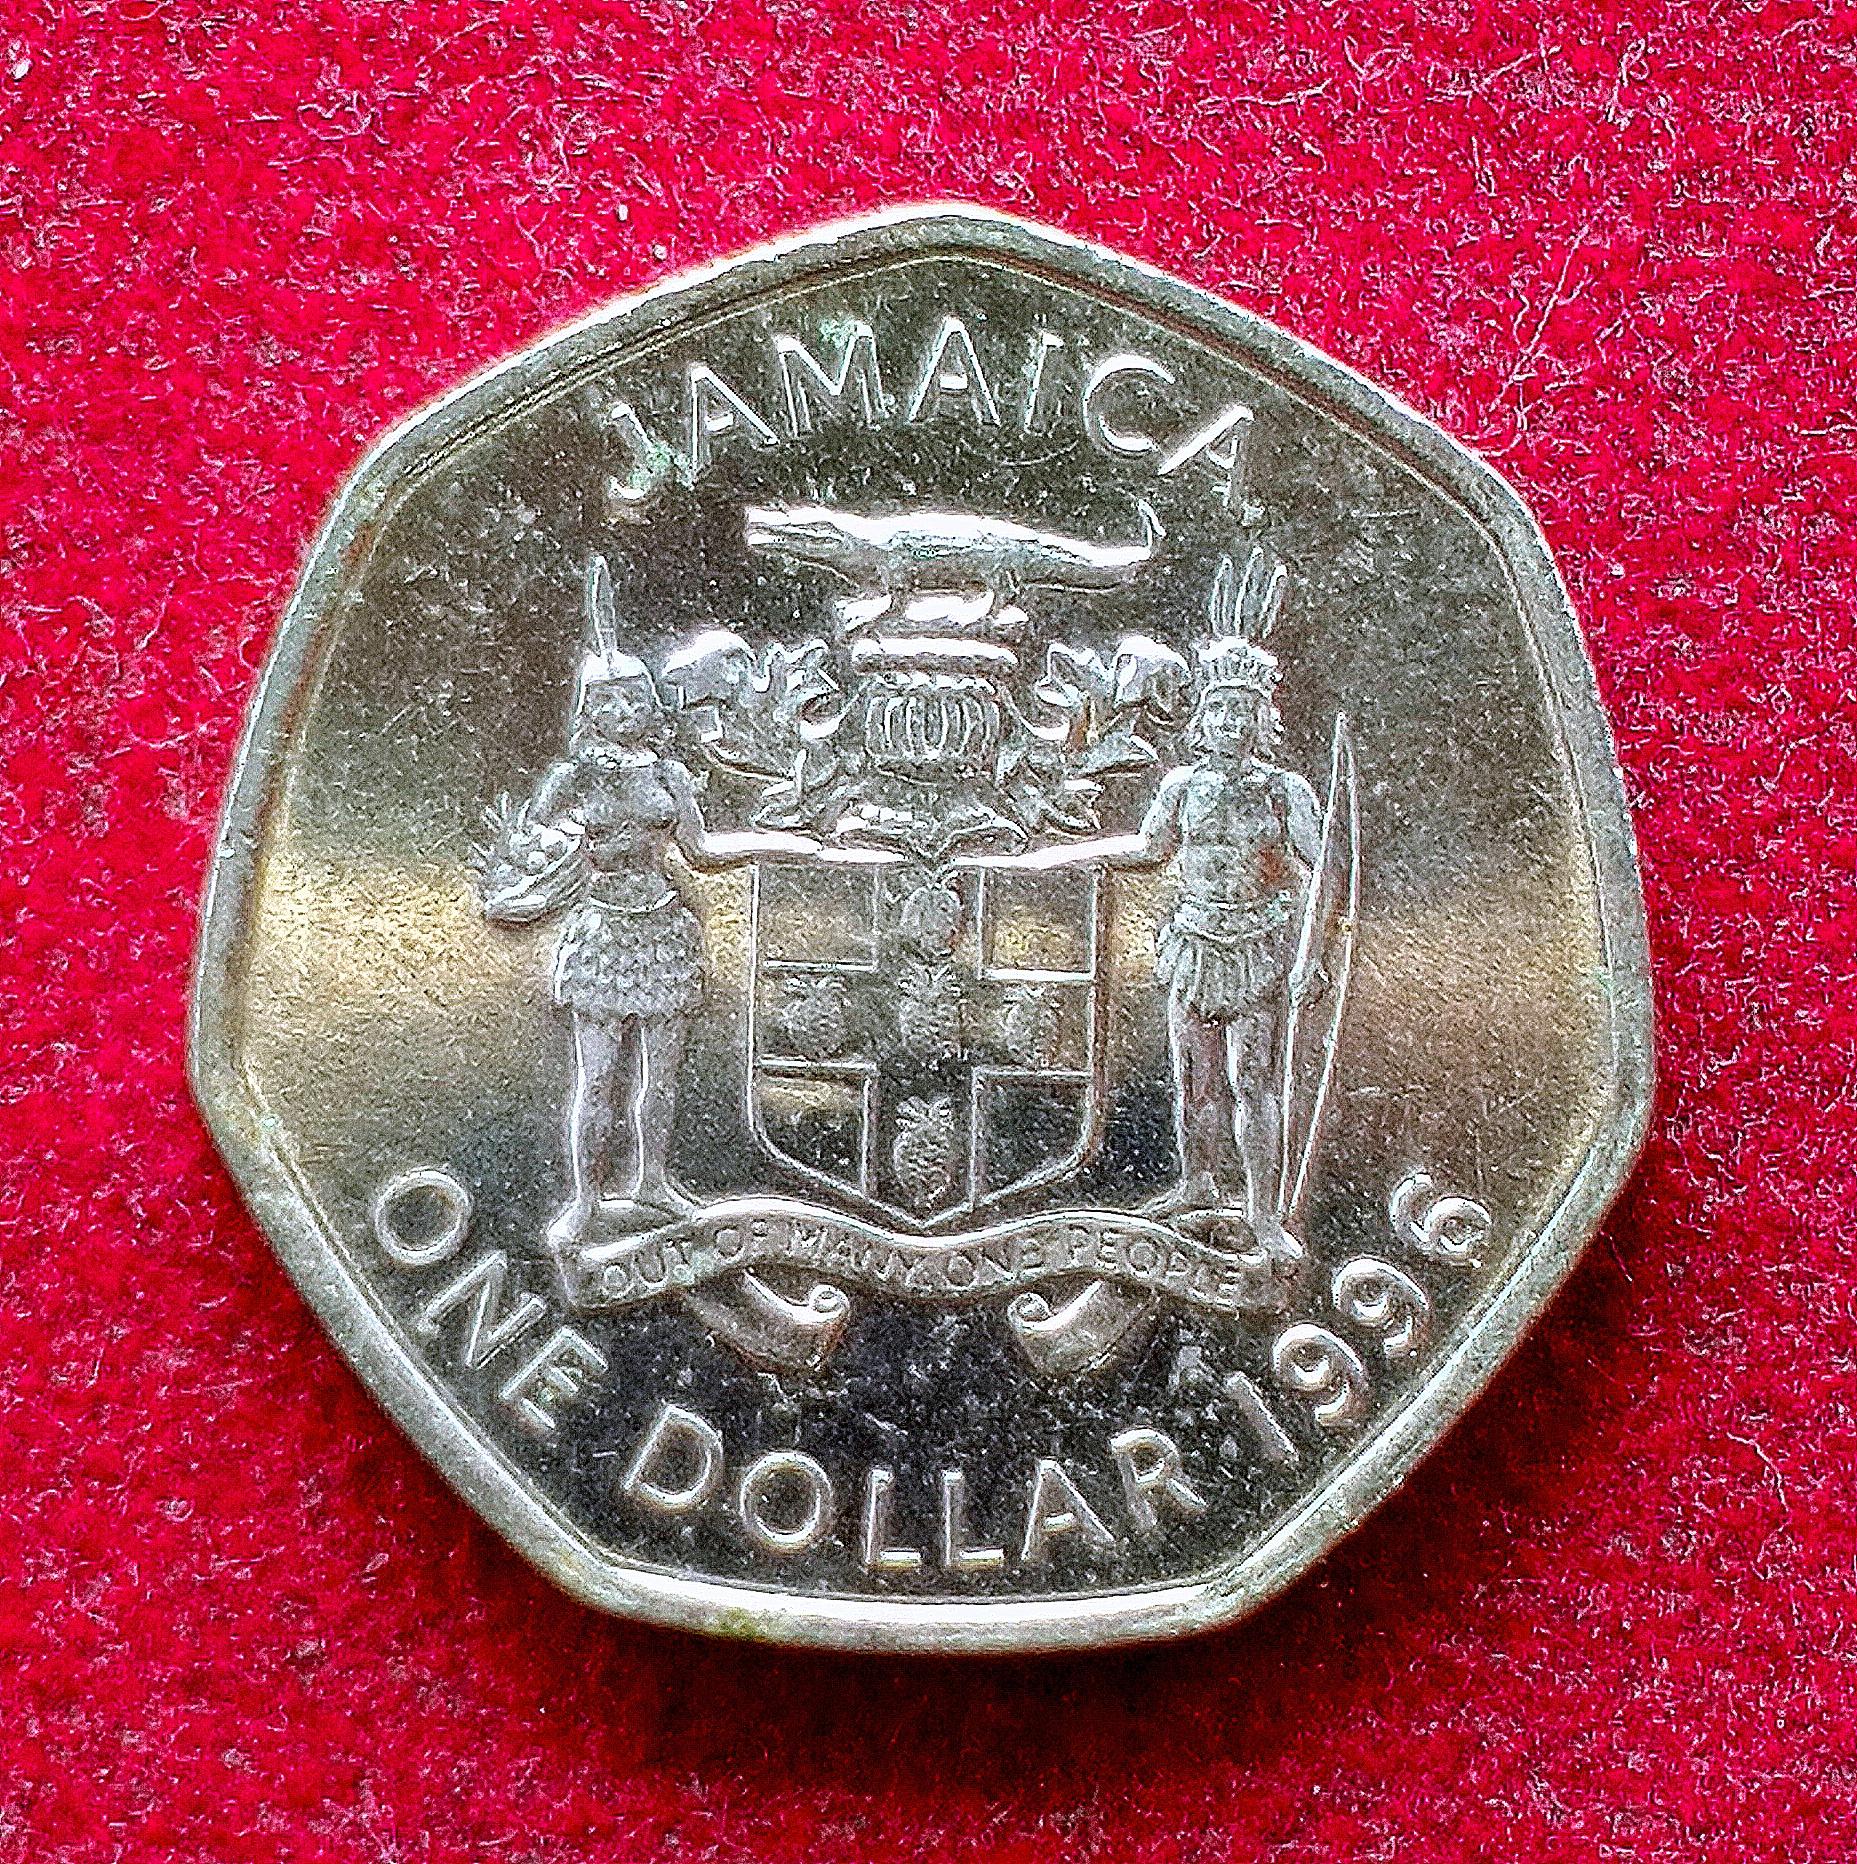 JAMAICA
OUT OF MANY, ONE PEOPLE
ONE DOLLAR 1996